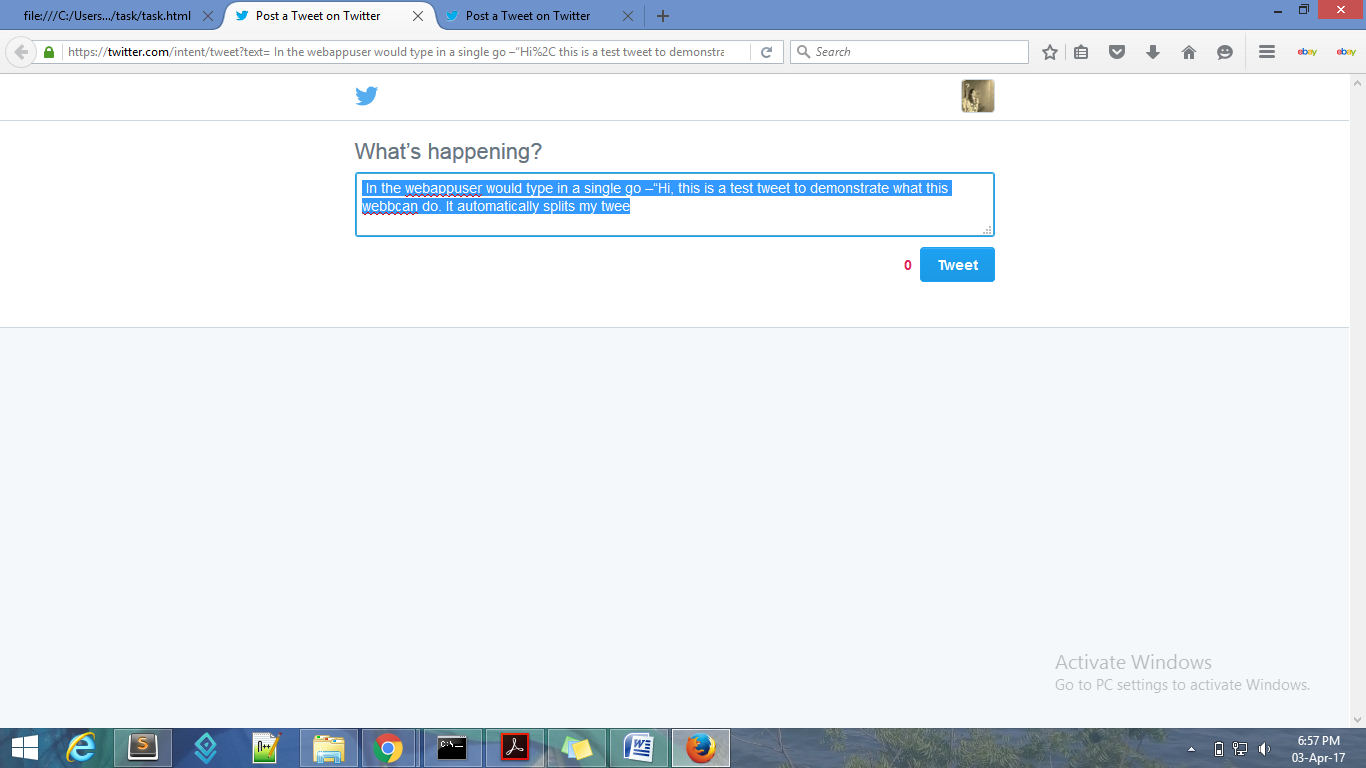 file:///C:/Users.../task/task.html
Post a Tweet on Twitter
Post a Tweet on Twitter
https://twitter.com/intent/tweet?text= In the webappuser would type in a single go –“Hi%2C this is a test tweet to demonstra
Search
ebay
ebay
What’s happening?
In the webappuser would type in a single go –“Hi, this is a test tweet to demonstrate what this
webbcan do. It automatically splits my twee
0
Tweet
Activate Windows
Go to PC settings to activate Windows.
C:\
6:57 PM
03-Apr-17